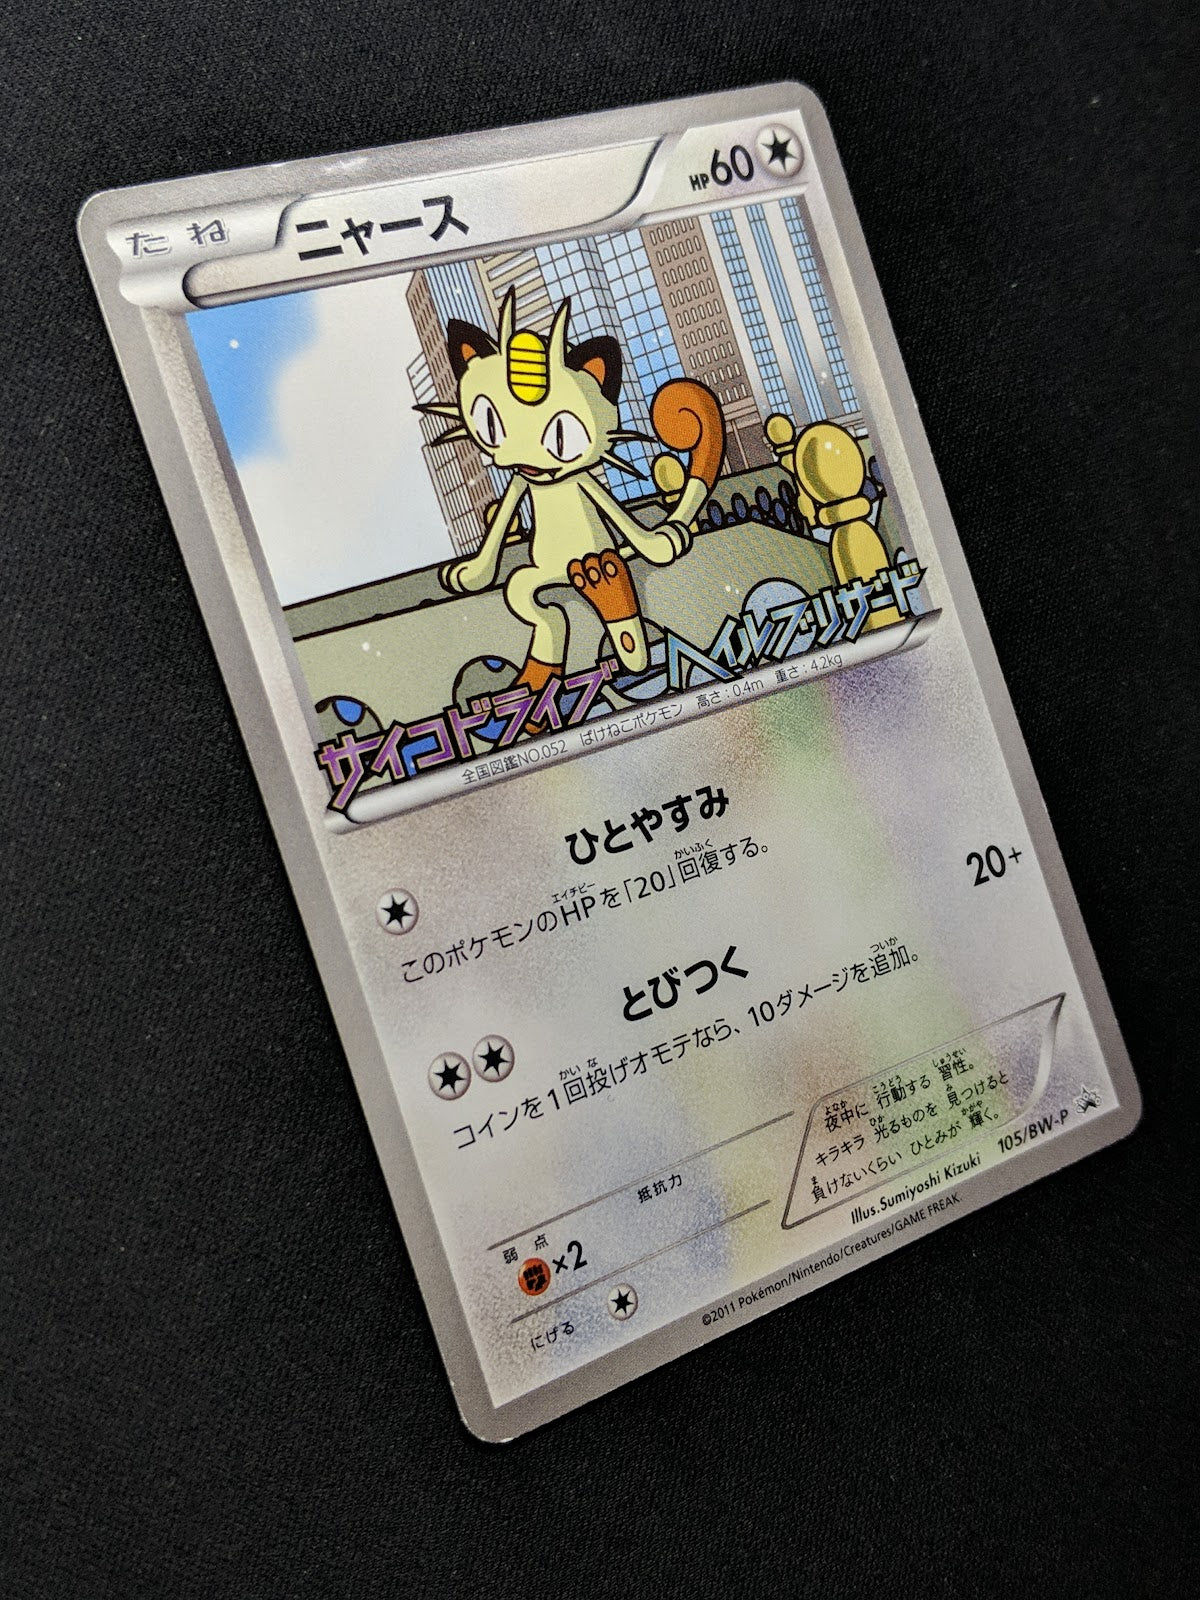 たね ニャース HP60
サイコドライブ ヘイルブリザード
全国図鑑NO.052 ばけねこポケモン 高さ:0.4m 重さ:4.2kg
ひとやすみ
エイチピー かいふく
このポケモンのHPを「20」回復する。
とびつく 20+
かいな ついか
コインを1回投げオモテなら、10ダメージを追加。
弱点 抵抗力
×2
にげる
よなか こうどう しゅうせい
夜中に 行動する 習性。
ひか み
キラキラ 光るものを 見つけると
ま かがや
負けないくらい ひとみが 輝く。
Illus.Sumiyoshi Kizuki 105/BW-P
©2011 Pokémon/Nintendo/Creatures/GAME FREAK.